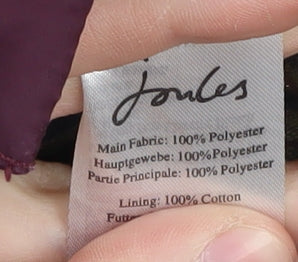 Joules
Main Fabric: 100% Polyester
Hauptgewebe: 100%Polyester
Partie Principale: 100% Polyester
Lining: 100% Cotton